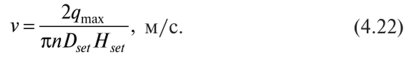 v = 2q_max / (πnD_set H_set), м/с. (4.22)